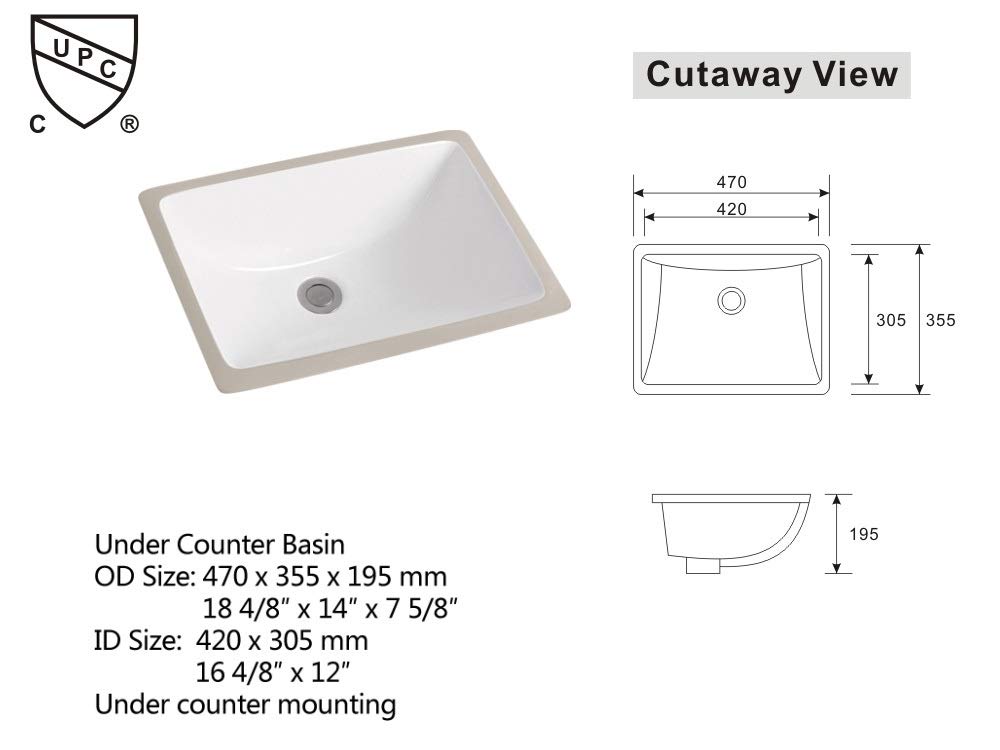 UPC
C ®
Cutaway View
470
420
305 355
195
Under Counter Basin
OD Size: 470 x 355 x 195 mm
18 4/8" x 14" x 7 5/8"
ID Size: 420 x 305 mm
16 4/8" x 12"
Under counter mounting